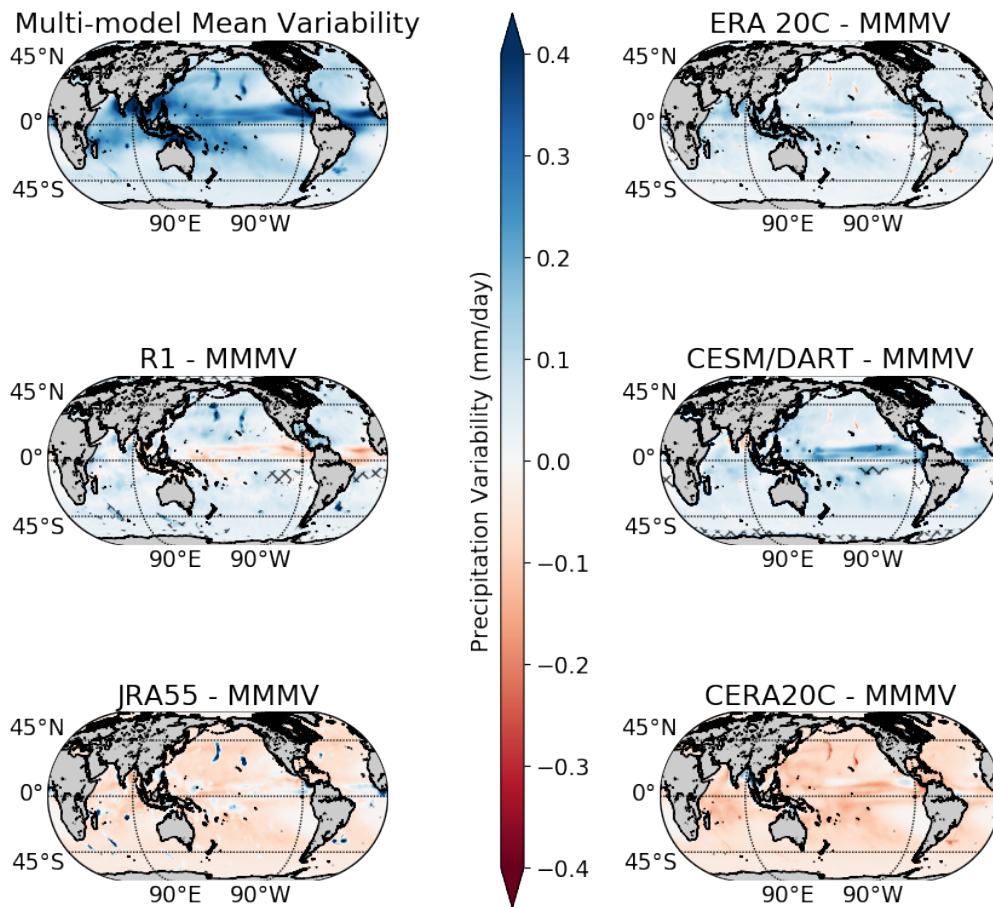 Multi-model Mean Variability
45°N
0°
45°S
90°E 90°W
ERA 20C - MMMV
45°N
0°
45°S
90°E 90°W
R1 - MMMV
45°N
0°
45°S
90°E 90°W
CESM/DART - MMMV
45°N
0°
45°S
90°E 90°W
JRA55 - MMMV
45°N
0°
45°S
90°E 90°W
CERA20C - MMMV
45°N
0°
45°S
90°E 90°W
Precipitation Variability (mm/day)
0.4
0.3
0.2
0.1
0.0
−0.1
−0.2
−0.3
−0.4